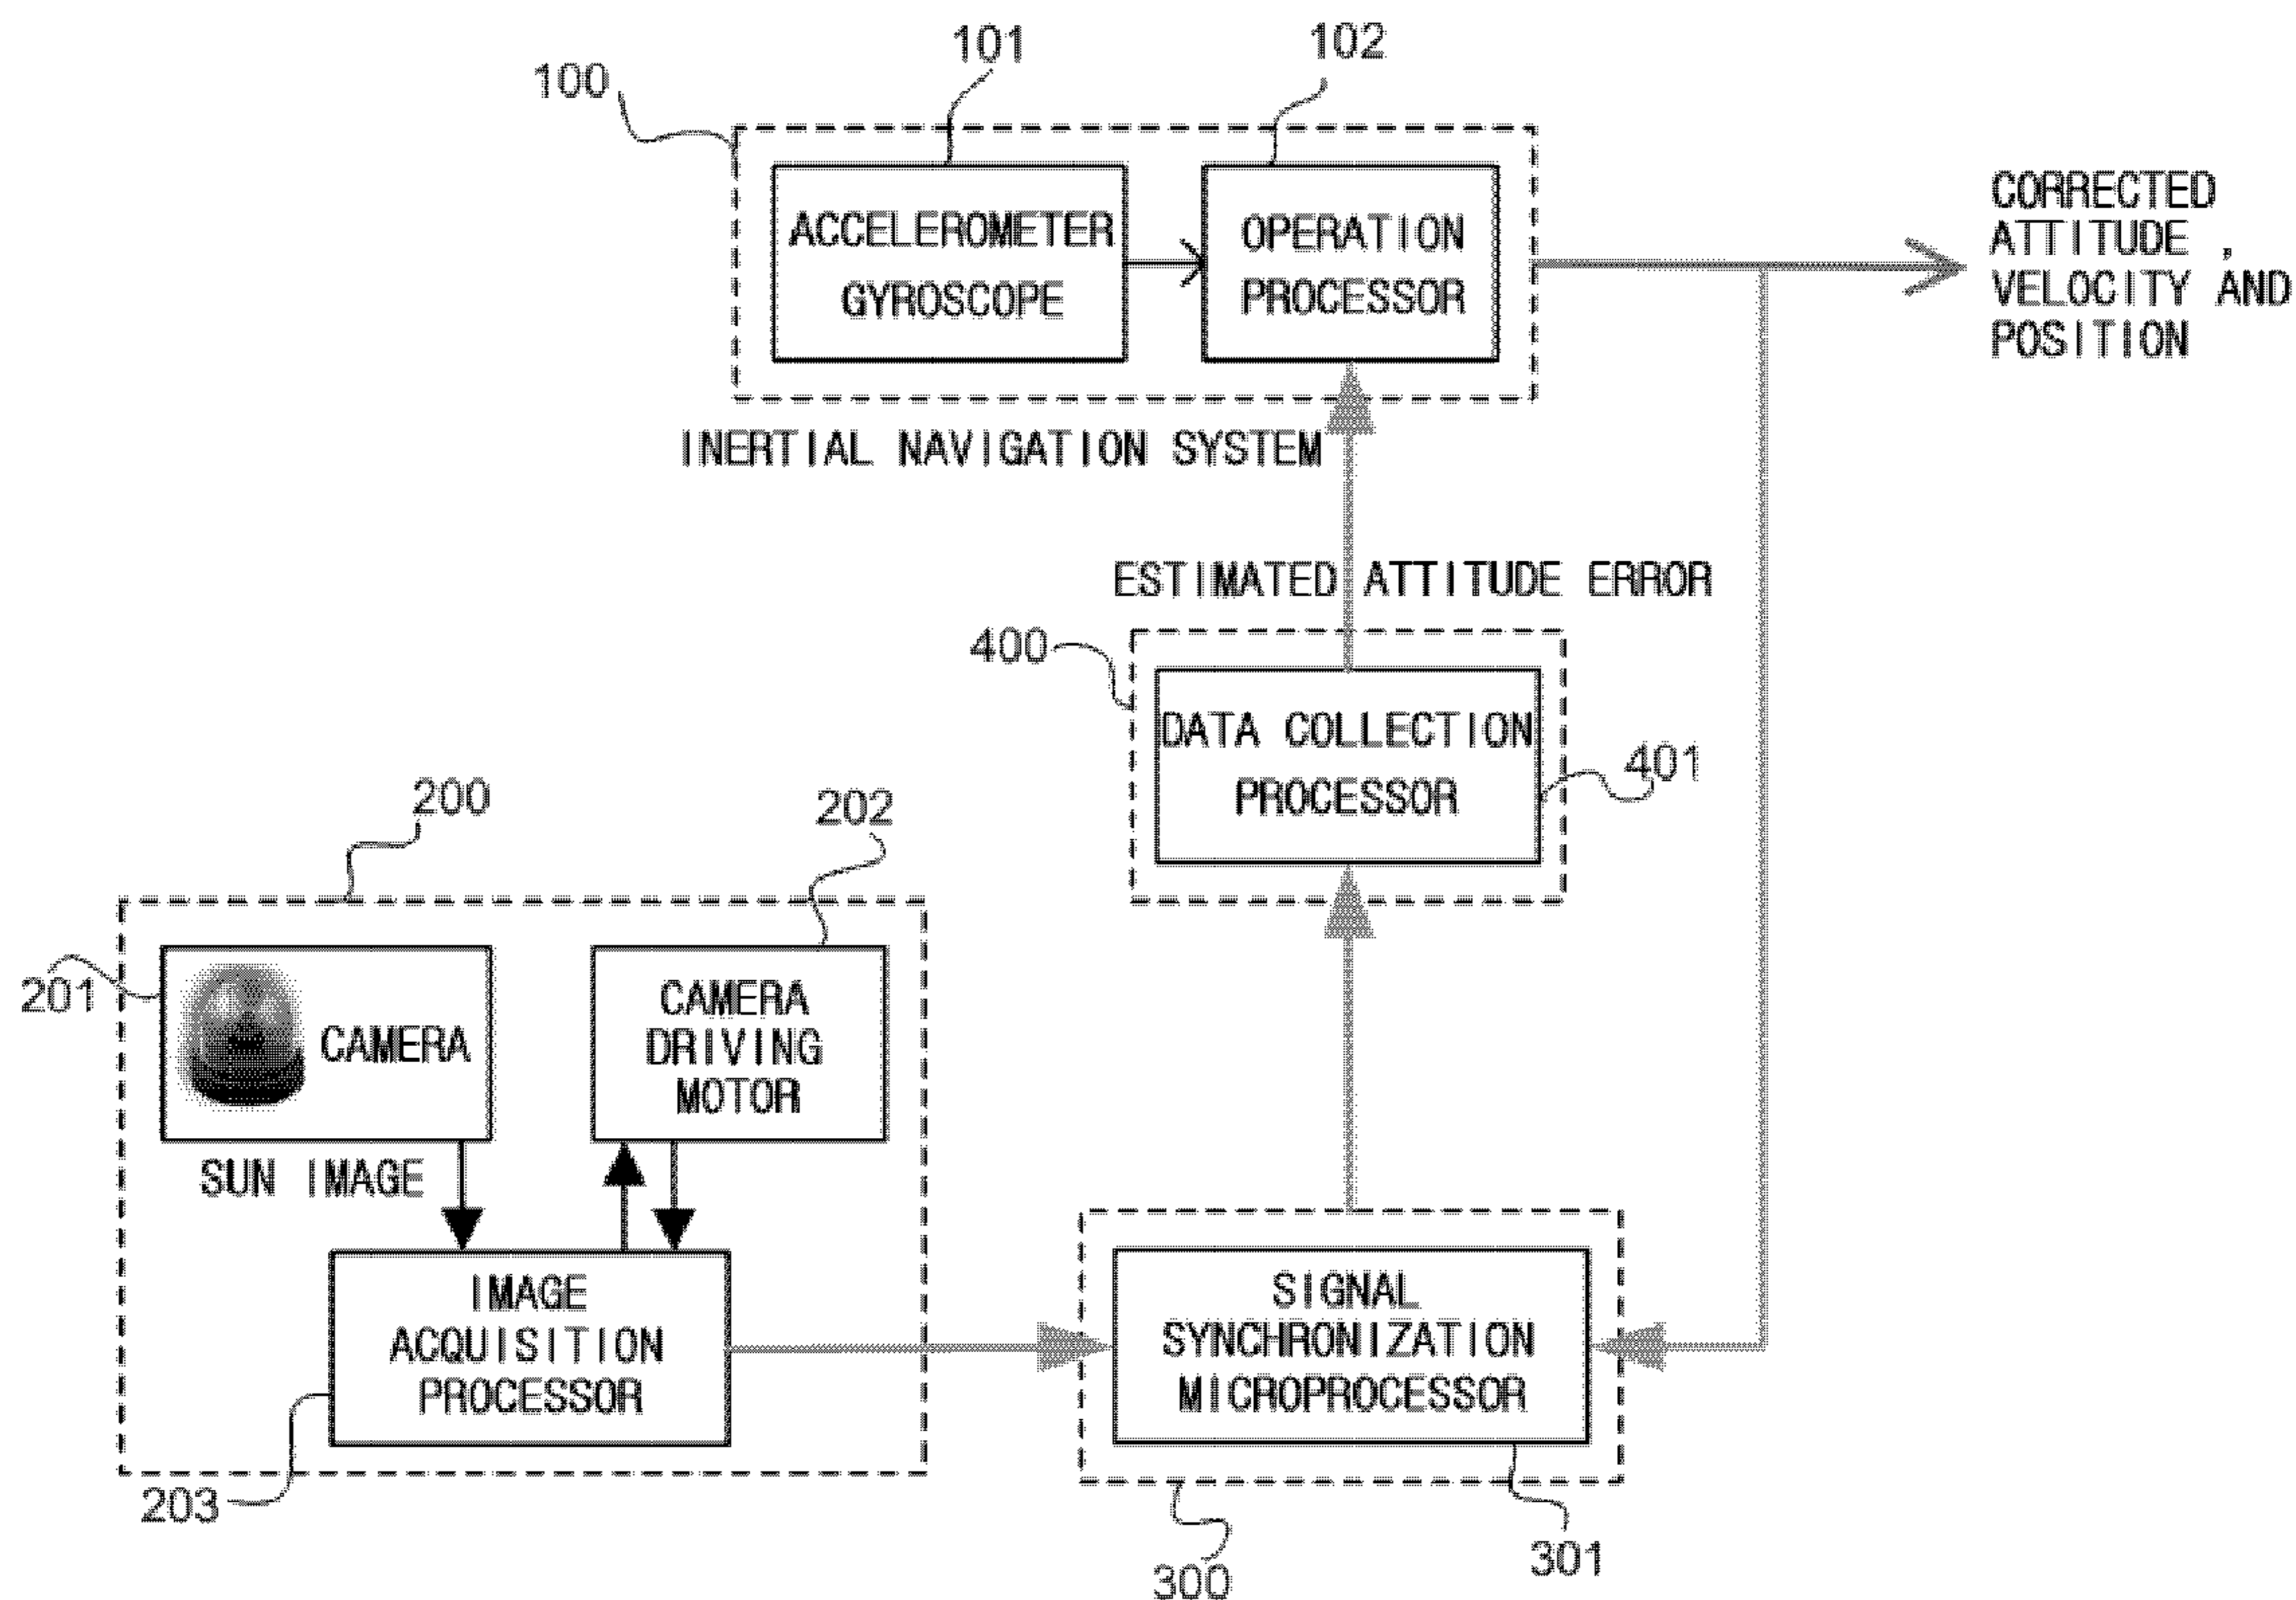 101
102
100
ACCELEROMETER
GYROSCOPE
OPERATION
PROCESSOR
CORRECTED
ATTITUDE ,
VELOCITY AND
POSITION
INERTIAL NAVIGATION SYSTEM
ESTIMATED ATTITUDE ERROR
400
DATA COLLECTION
PROCESSOR
401
200
202
201
CAMERA
CAMERA
DRIVING
MOTOR
SUN IMAGE
IMAGE
ACQUISITION
PROCESSOR
SIGNAL
SYNCHRONIZATION
MICROPROCESSOR
203
300
301